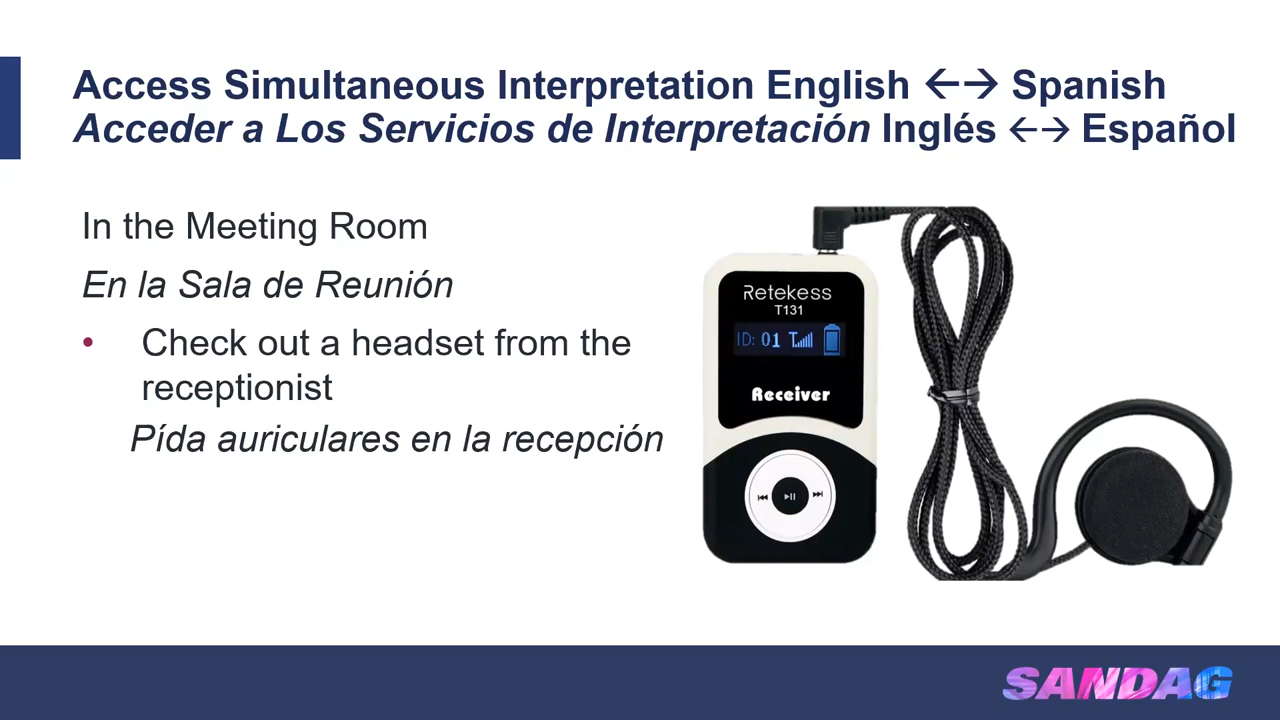 Access Simultaneous Interpretation English ←→ Spanish
Acceder a Los Servicios de Interpretación Inglés ←→ Español
In the Meeting Room
En la Sala de Reunión
• Check out a headset from the
receptionist
Pída auriculares en la recepción
Retekess
T131
ID: 01
Receiver
SANDAG